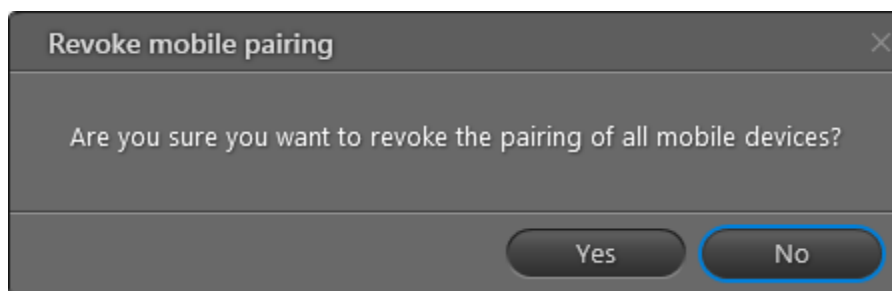 Revoke mobile pairing
Are you sure you want to revoke the pairing of all mobile devices?
Yes
No